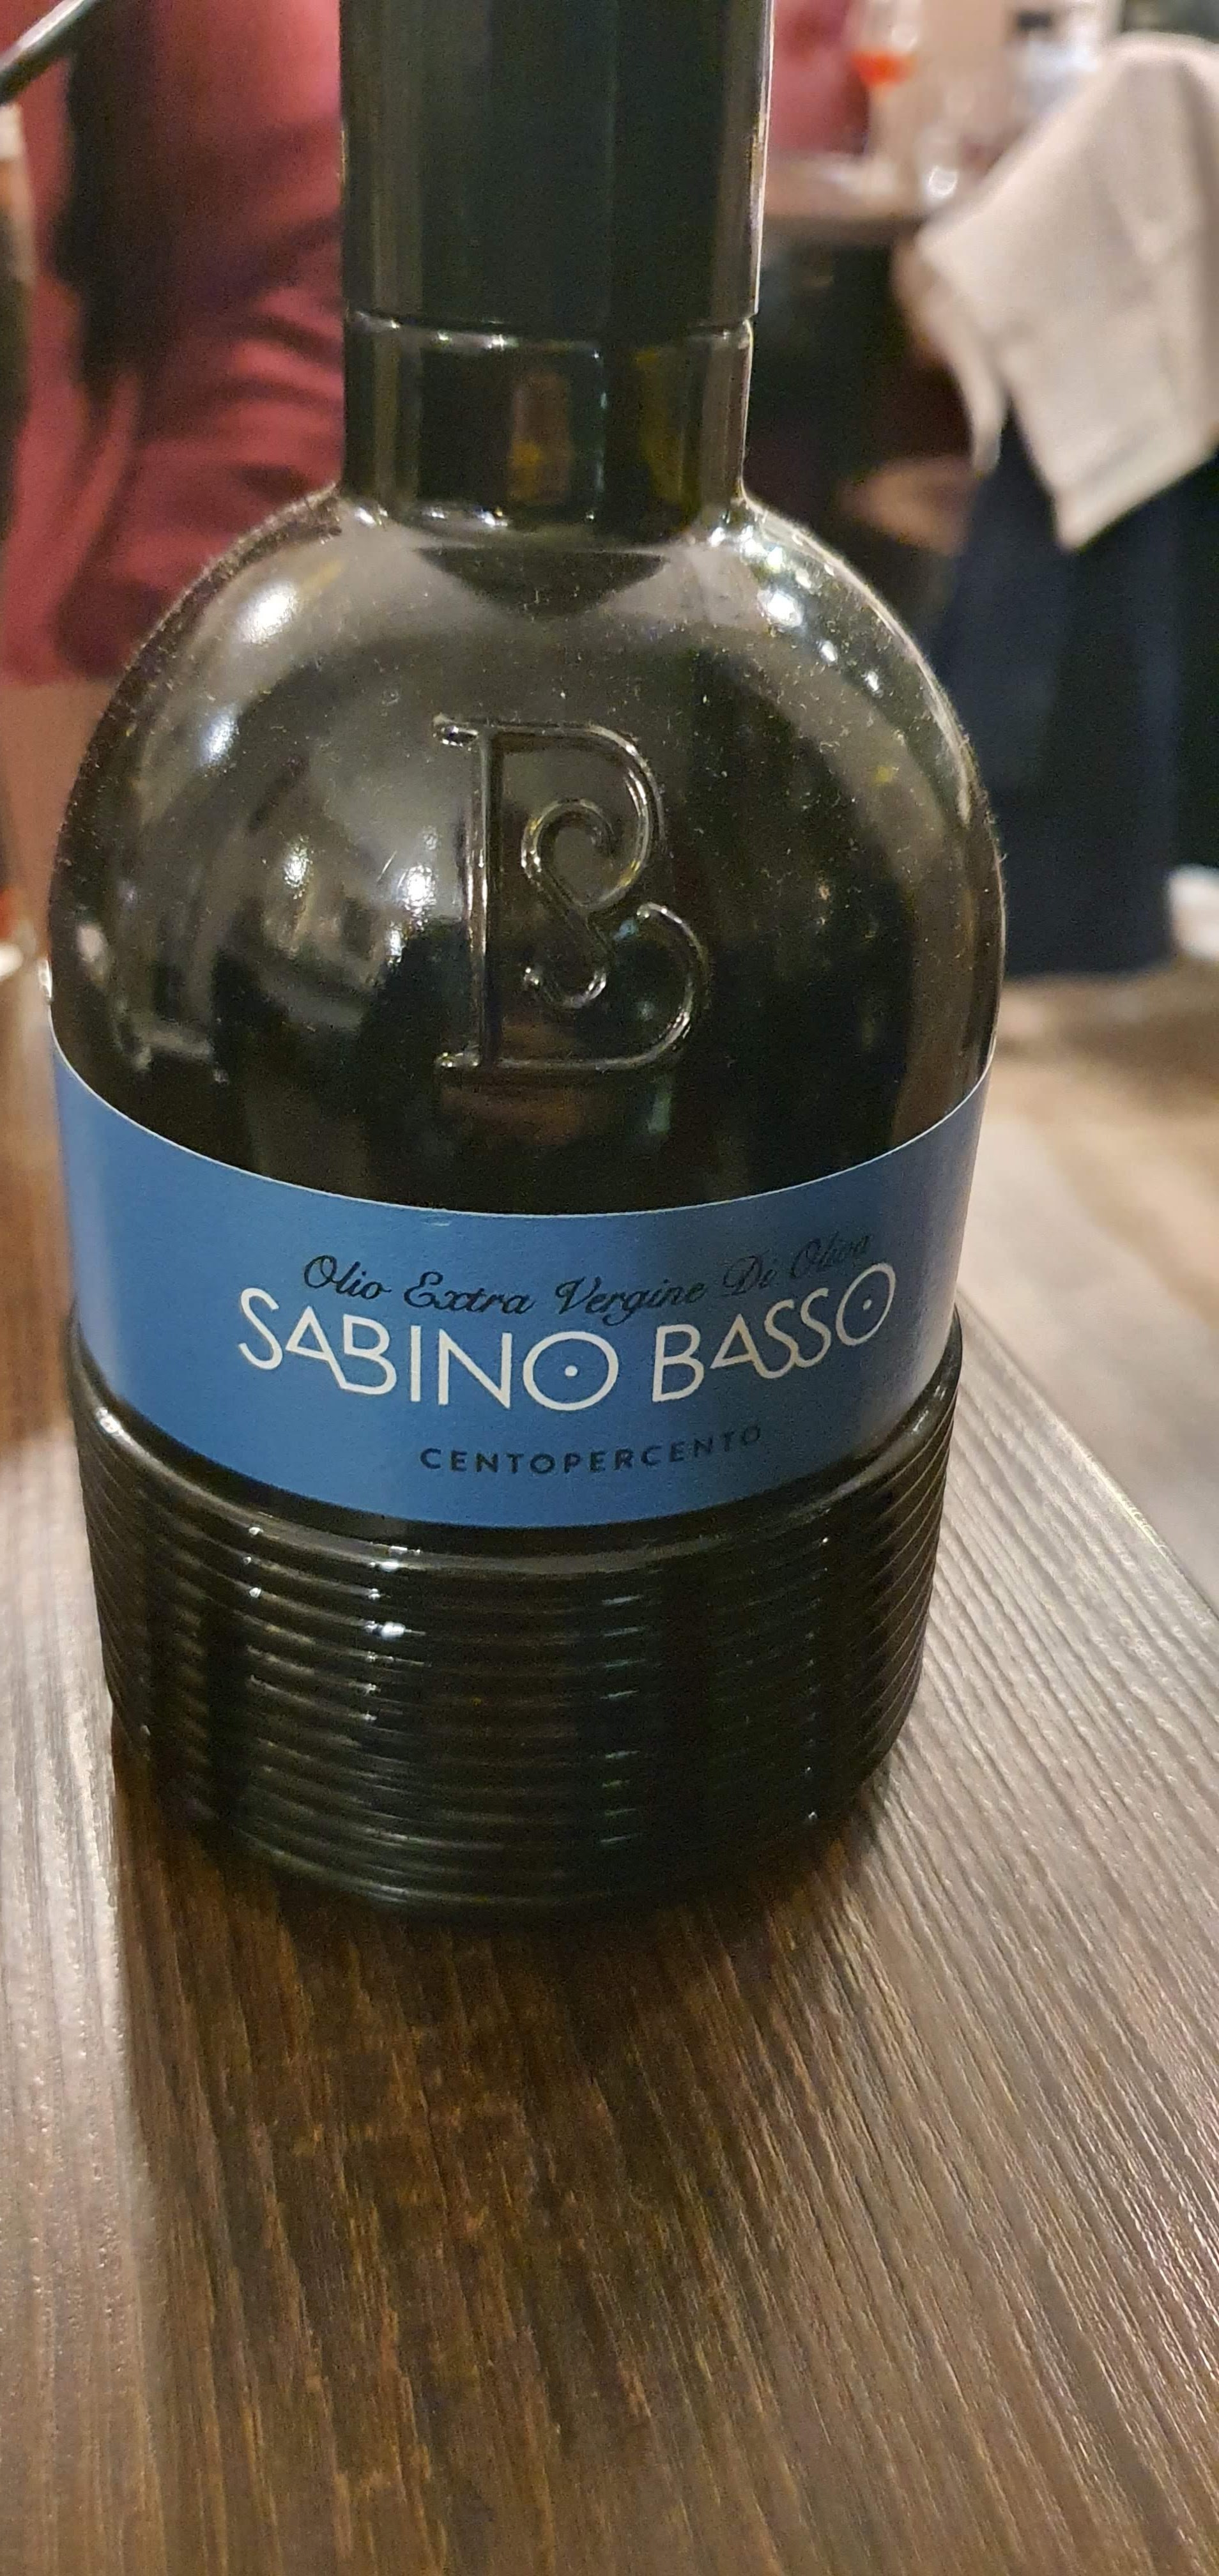 B
Olio Extra Vergine Di Oliva
SABINO BASSO
CENTOPERCENTO